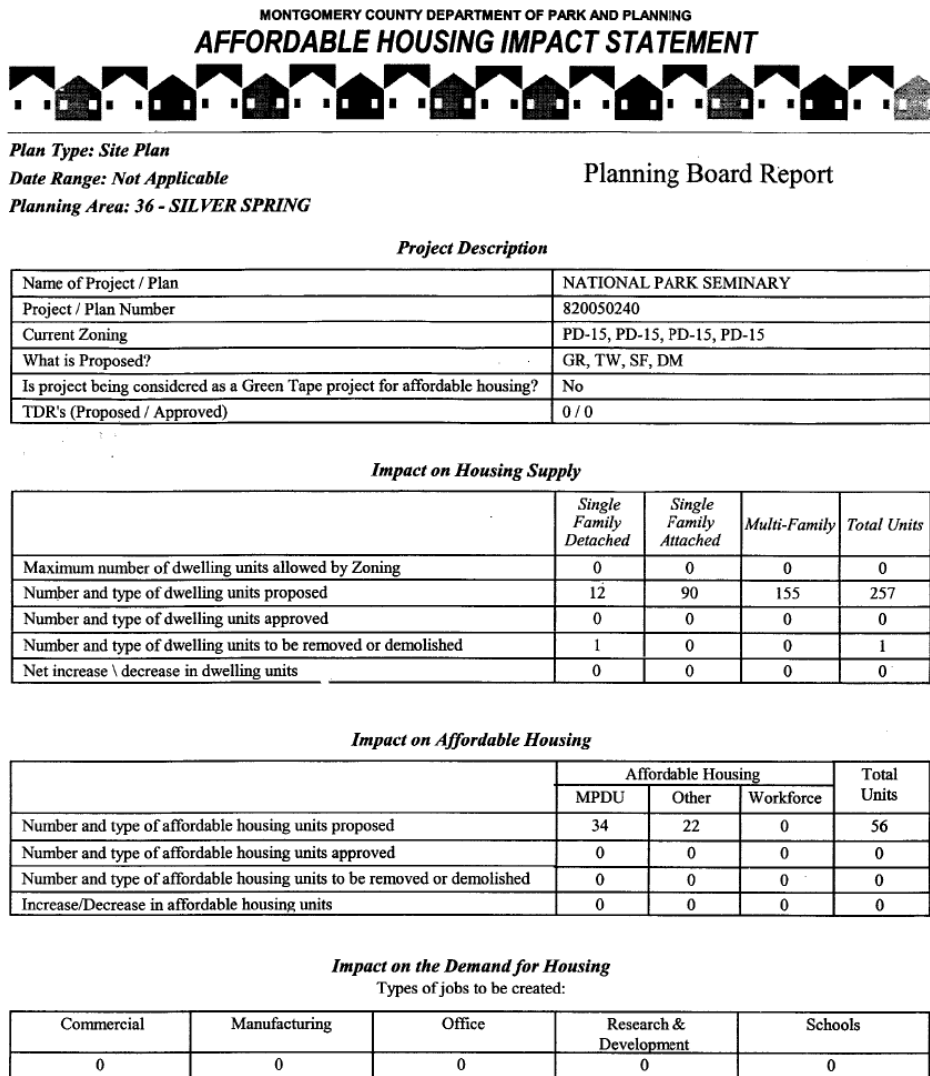 MONTGOMERY COUNTY DEPARTMENT OF PARK AND PLANNING
AFFORDABLE HOUSING IMPACT STATEMENT
Plan Type: Site Plan
Date Range: Not Applicable
Planning Area: 36 - SILVER SPRING
Planning Board Report
Project Description
Name of Project / Plan NATIONAL PARK SEMINARY
Project / Plan Number 820050240
Current Zoning PD-15, PD-15, PD-15, PD-15
What is Proposed? GR, TW, SF, DM
Is project being considered as a Green Tape project for affordable housing? No
TDR's (Proposed / Approved) 0 / 0
Impact on Housing Supply
Single Family Detached Single Family Attached Multi-Family Total Units
Maximum number of dwelling units allowed by Zoning 0 0 0 0
Number and type of dwelling units proposed 12 90 155 257
Number and type of dwelling units approved 0 0 0 0
Number and type of dwelling units to be removed or demolished 1 0 0 1
Net increase \ decrease in dwelling units 0 0 0 0
Impact on Affordable Housing
Affordable Housing Total Units
MPDU Other Workforce
Number and type of affordable housing units proposed 34 22 0 56
Number and type of affordable housing units approved 0 0 0 0
Number and type of affordable housing units to be removed or demolished 0 0 0 0
Increase/Decrease in affordable housing units 0 0 0 0
Impact on the Demand for Housing
Types of jobs to be created:
Commercial Manufacturing Office Research & Development Schools
0 0 0 0 0